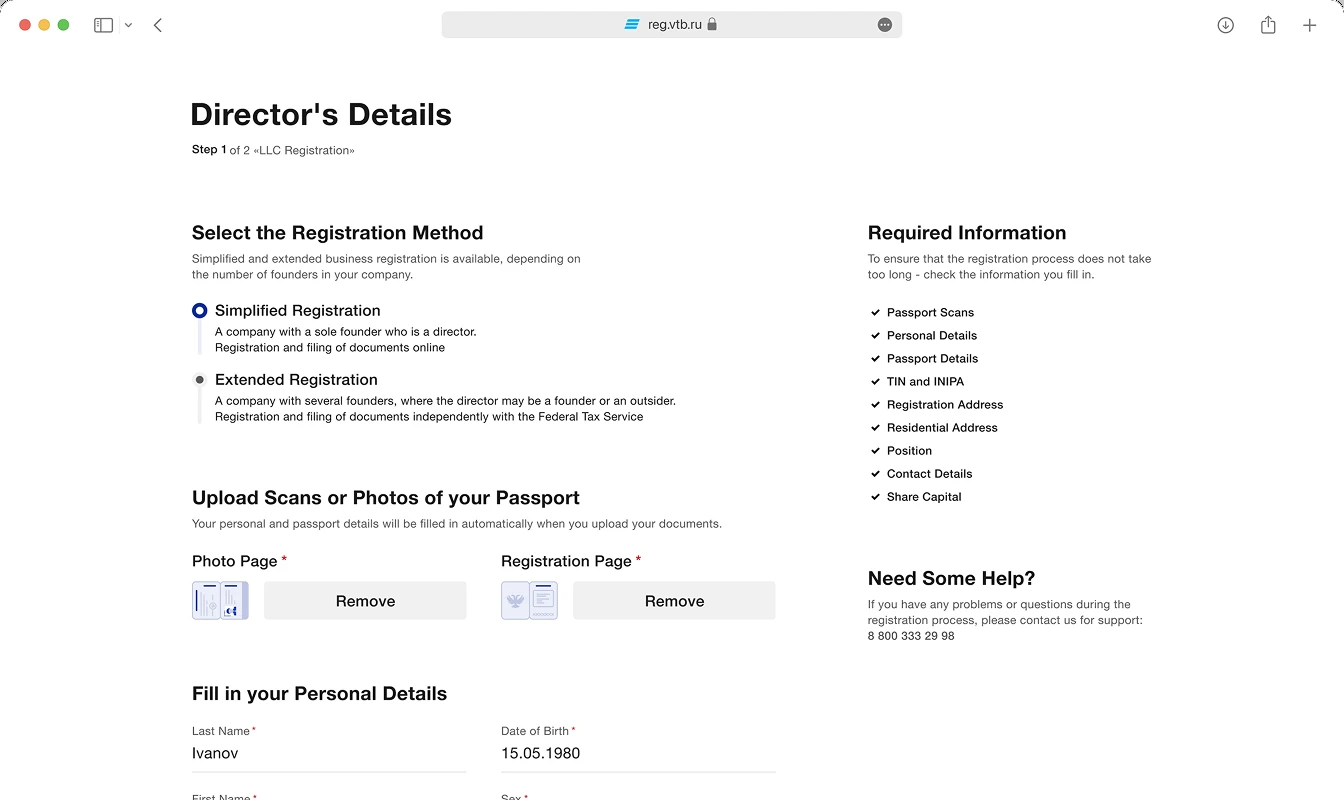 reg.vtb.ru
Director's Details
Step 1 of 2 «LLC Registration»
Select the Registration Method
Simplified and extended business registration is available, depending on
the number of founders in your company.
Simplified Registration
A company with a sole founder who is a director.
Registration and filing of documents online
Extended Registration
A company with several founders, where the director may be a founder or an outsider.
Registration and filing of documents independently with the Federal Tax Service
Upload Scans or Photos of your Passport
Your personal and passport details will be filled in automatically when you upload your documents.
Photo Page *
Remove
Registration Page *
Remove
Fill in your Personal Details
Last Name *
Ivanov
Date of Birth *
15.05.1980
First Name *
Sex *
Required Information
To ensure that the registration process does not take
too long - check the information you fill in.
Passport Scans
Personal Details
Passport Details
TIN and INIPA
Registration Address
Residential Address
Position
Contact Details
Share Capital
Need Some Help?
If you have any problems or questions during the
registration process, please contact us for support:
8 800 333 29 98